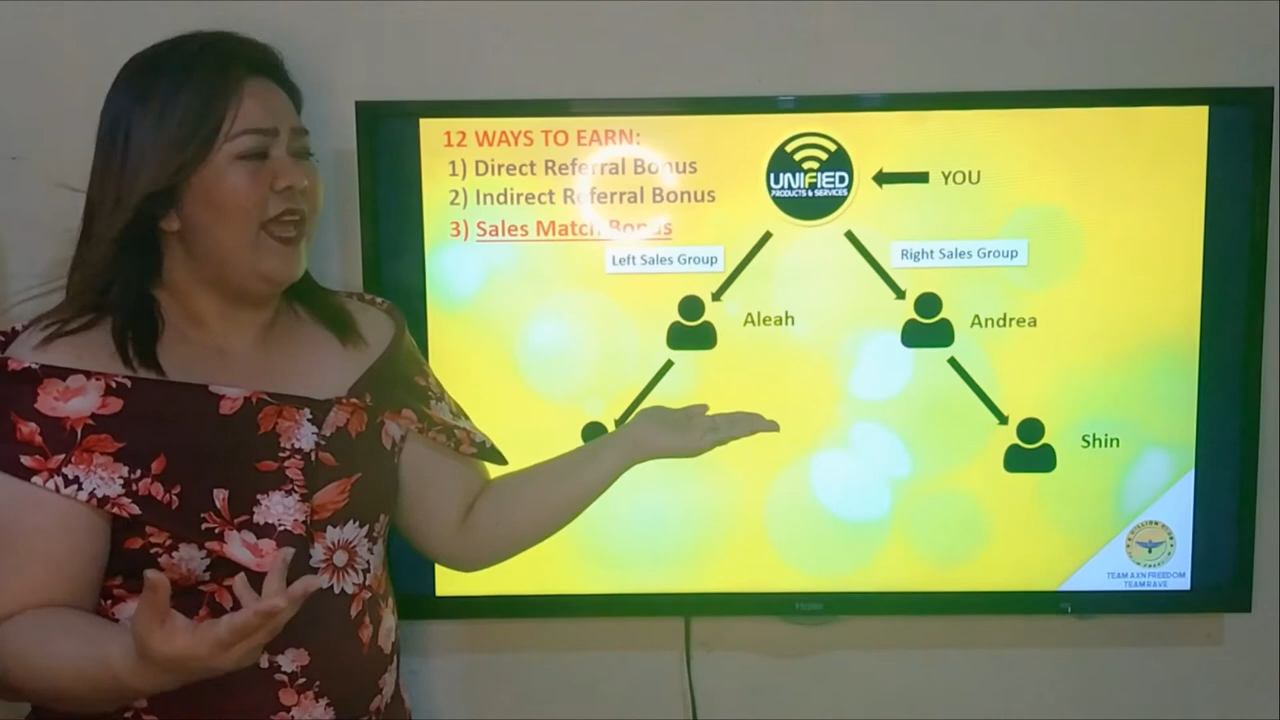 12 WAYS TO EARN:
1) Direct Referral Bonus
2) Indirect Referral Bonus
3) Sales Match Bonus
UNIFIED
PRODUCTS & SERVICES
YOU
Left Sales Group
Right Sales Group
Aleah
Andrea
Shin
TEAM AXN FREEDOM
TEAM RAVE
Haier